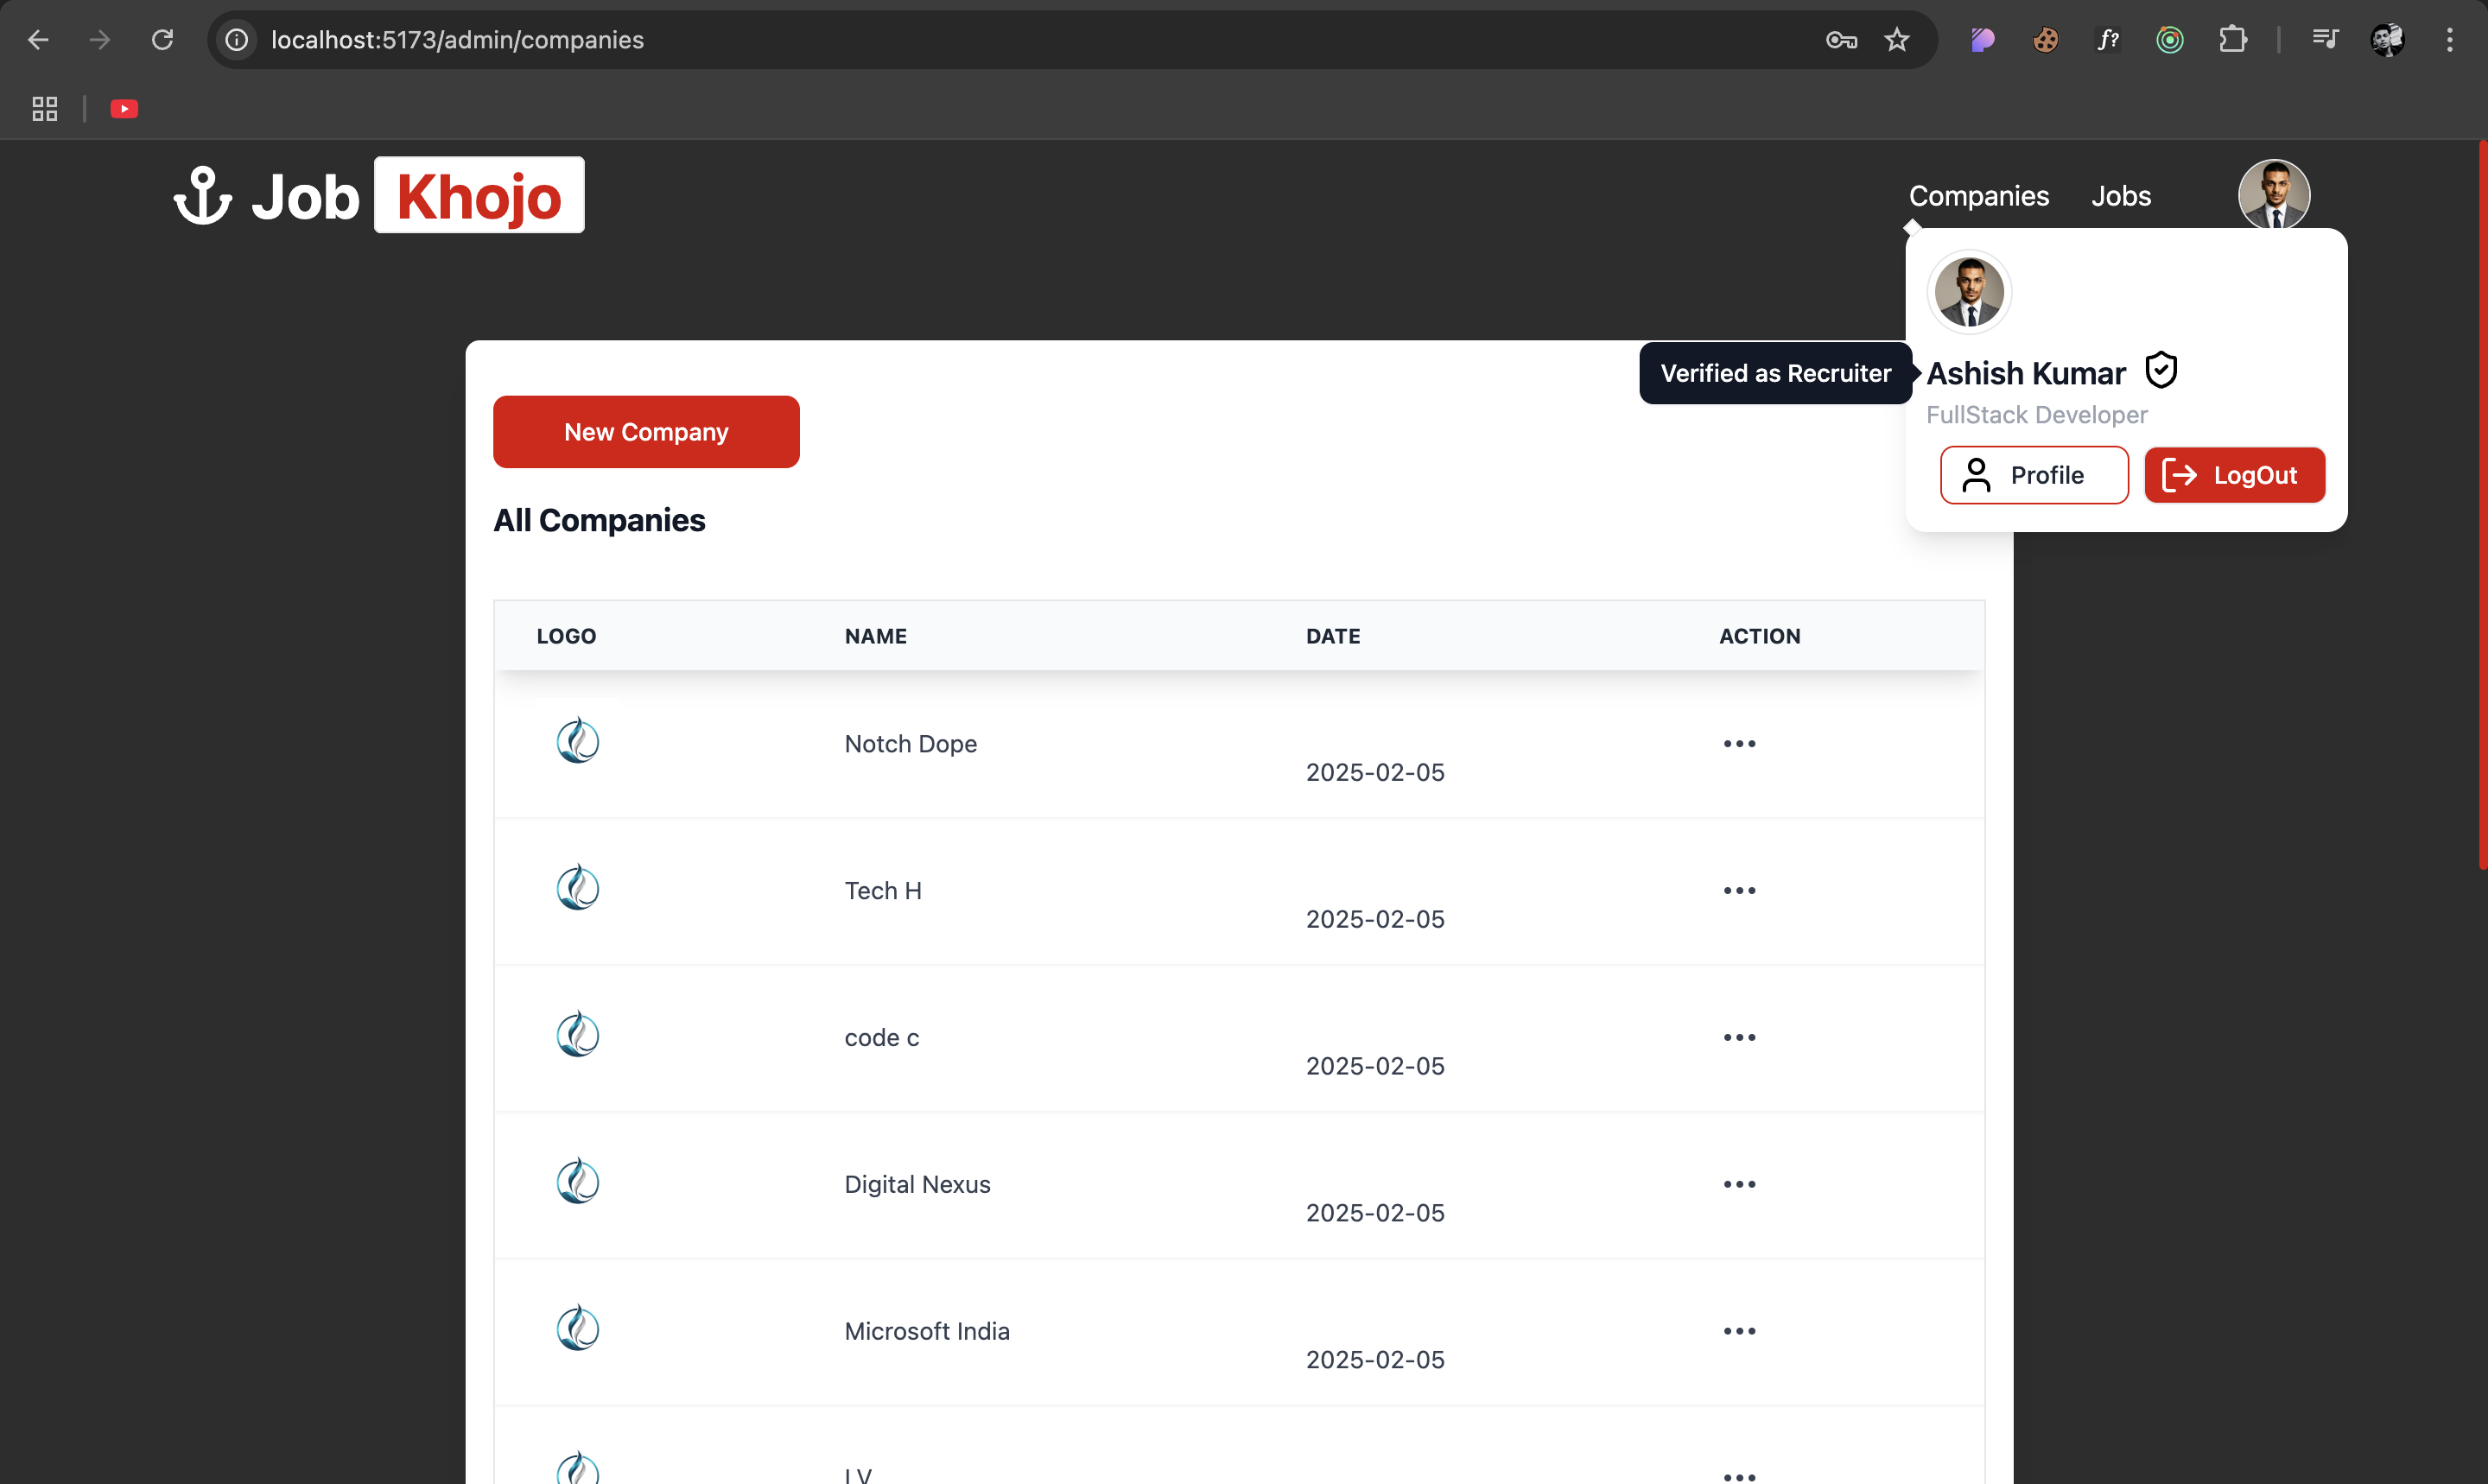 localhost:5173/admin/companies
f?
Job Khojo
Companies
Jobs
Verified as Recruiter
Ashish Kumar
FullStack Developer
Profile
LogOut
New Company
All Companies
LOGO NAME DATE ACTION
Notch Dope 2025-02-05
Tech H 2025-02-05
code c 2025-02-05
Digital Nexus 2025-02-05
Microsoft India 2025-02-05
LV